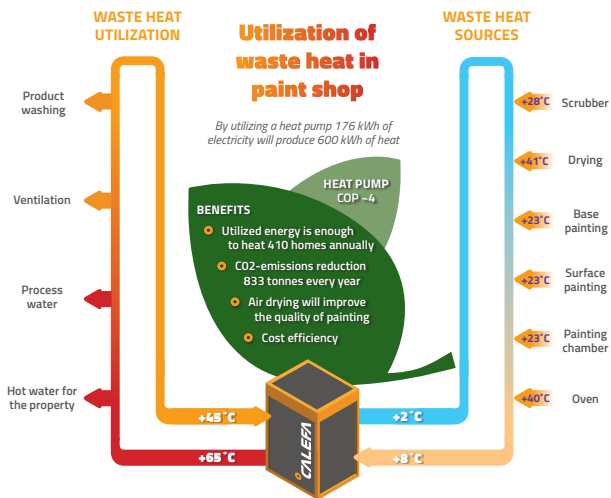 WASTE HEAT
UTILIZATION
Utilization of
waste heat in
paint shop
WASTE HEAT
SOURCES
By utilizing a heat pump 176 kWh of
electricity will produce 600 kWh of heat
Product
washing
Ventilation
Process
water
Hot water for
the property
HEAT PUMP
COP ~4
BENEFITS
Utilized energy is enough
to heat 410 homes annually
CO2-emissions reduction
833 tonnes every year
Air drying will improve
the quality of painting
Cost efficiency
+28˚C
Scrubber
+41˚C
Drying
+23˚C
Base
painting
+23˚C
Surface
painting
+23˚C
Painting
chamber
+40˚C
Oven
+45˚C
+2˚C
+65˚C
+8˚C
CALEFA